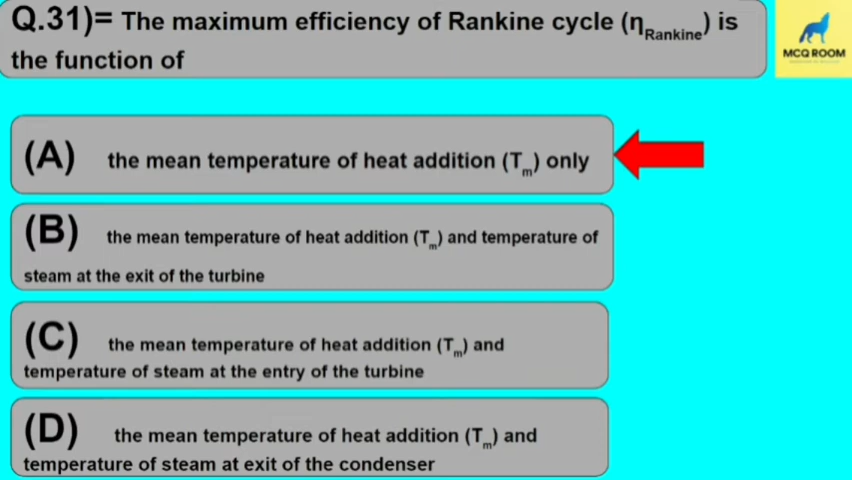 Q.31)= The maximum efficiency of Rankine cycle (ηRankine) is
MCQ ROOM
the function of
(A) the mean temperature of heat addition (Tm) only
(B) the mean temperature of heat addition (Tm) and temperature of
steam at the exit of the turbine
(C) the mean temperature of heat addition (Tm) and
temperature of steam at the entry of the turbine
(D) the mean temperature of heat addition (Tm) and
temperature of steam at exit of the condenser